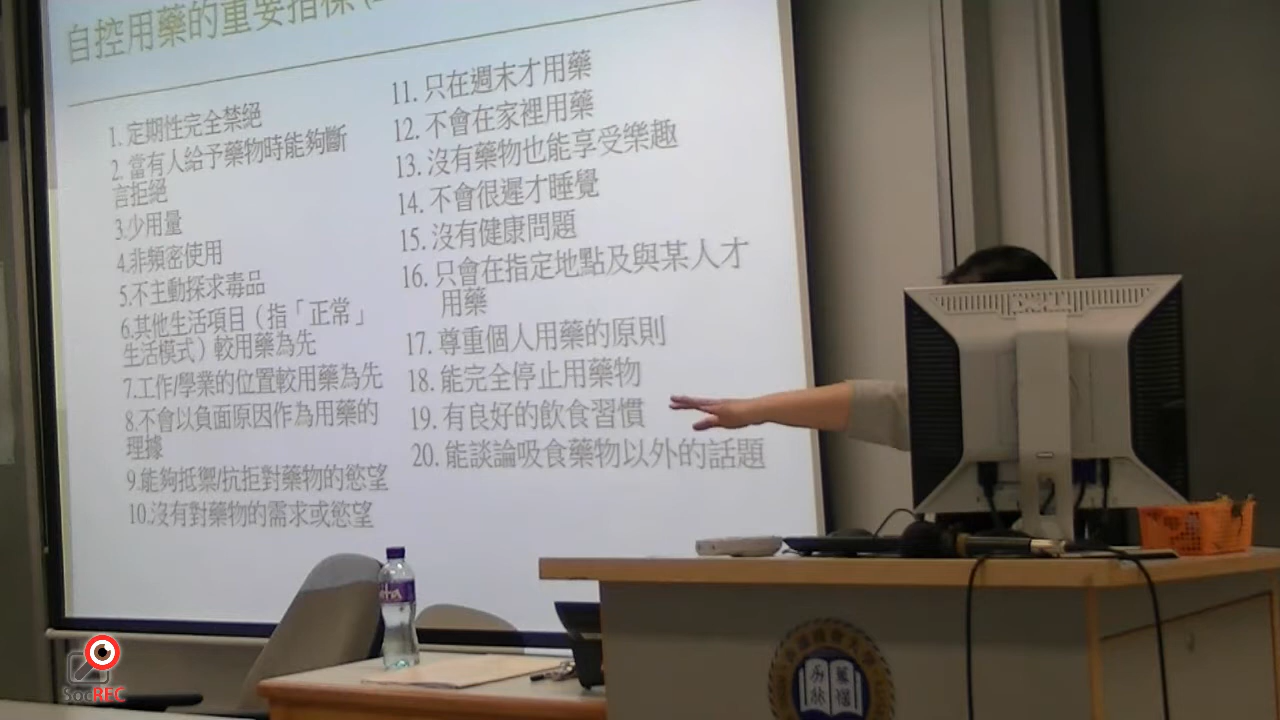 自控用藥的重要指標
1. 定期性完全禁絕
2. 當有人給予藥物時能夠斷
言拒絕
3.少用量
4.非頻密使用
5.不主動探求毒品
6.其他生活項目（指「正常」
生活模式）較用藥為先
7.工作/學業的位置較用藥為先
8.不會以負面原因作為用藥的
理據
9.能夠抵禦/抗拒對藥物的慾望
10.沒有對藥物的需求或慾望
11. 只在週末才用藥
12. 不會在家裡用藥
13. 沒有藥物也能享受樂趣
14. 不會很遲才睡覺
15. 沒有健康問題
16. 只會在指定地點及與某人才
用藥
17. 尊重個人用藥的原則
18. 能完全停止用藥物
19. 有良好的飲食習慣
20. 能談論吸食藥物以外的話題
SocRFC